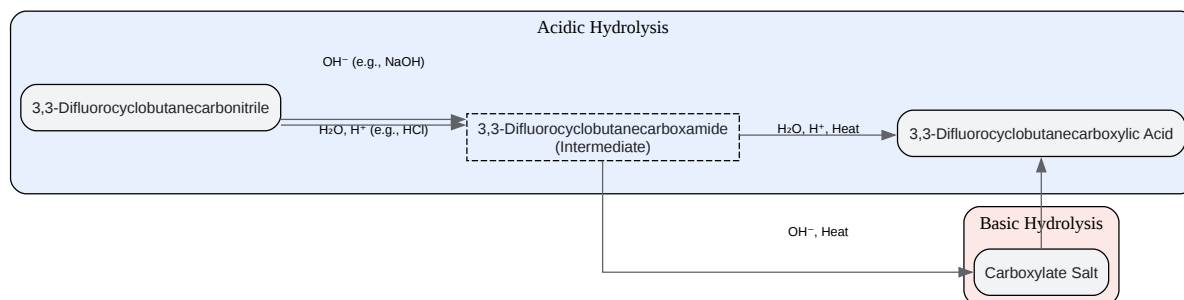 Acidic Hydrolysis
OH⁻ (e.g., NaOH)
3,3-Difluorocyclobutanecarbonitrile
H₂O, H⁺ (e.g., HCl)
3,3-Difluorocyclobutanecarboxamide
(Intermediate)
H₂O, H⁺, Heat
3,3-Difluorocyclobutanecarboxylic Acid
OH⁻, Heat
Basic Hydrolysis
Carboxylate Salt